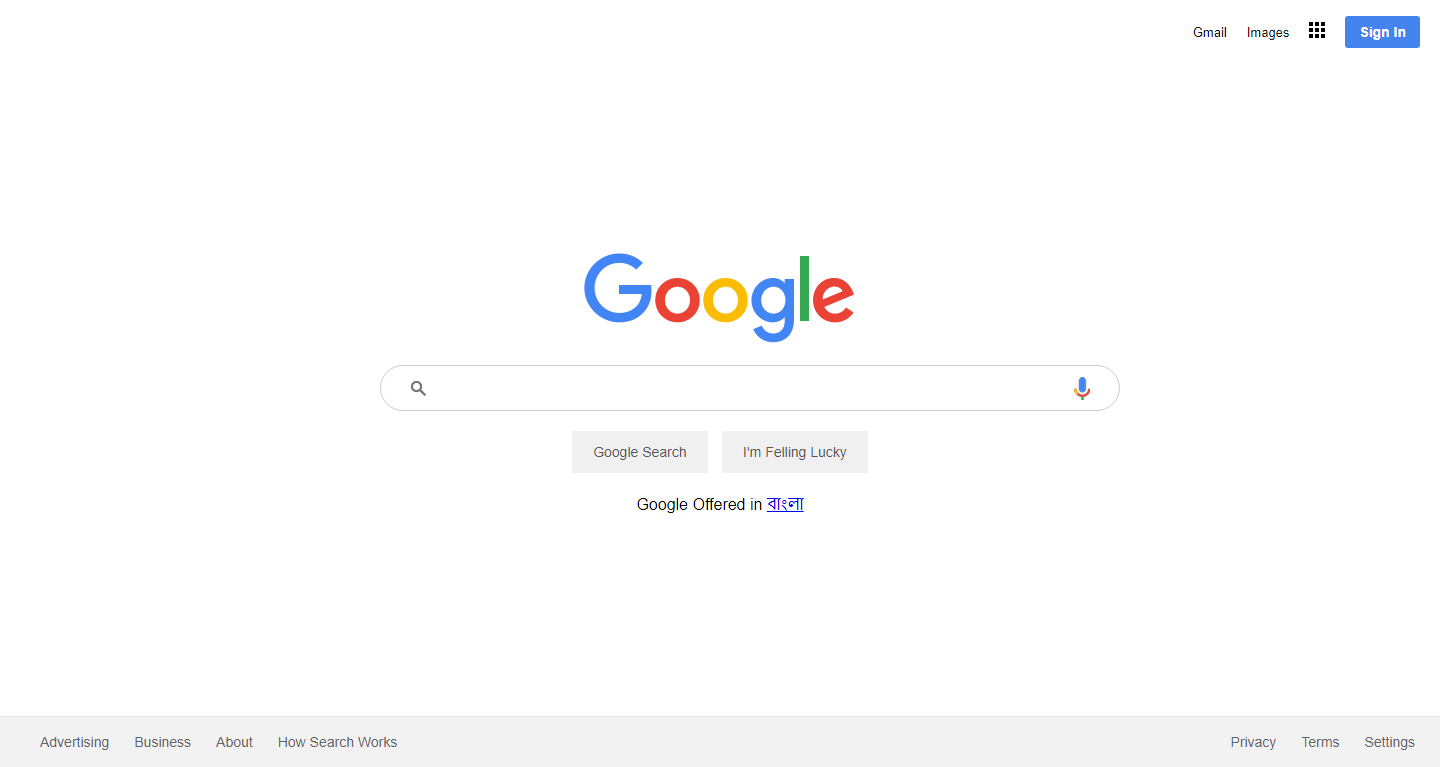 Gmail Images Sign In
Google
Google Search I'm Felling Lucky
Google Offered in বাংলা
Advertising Business About How Search Works Privacy Terms Settings